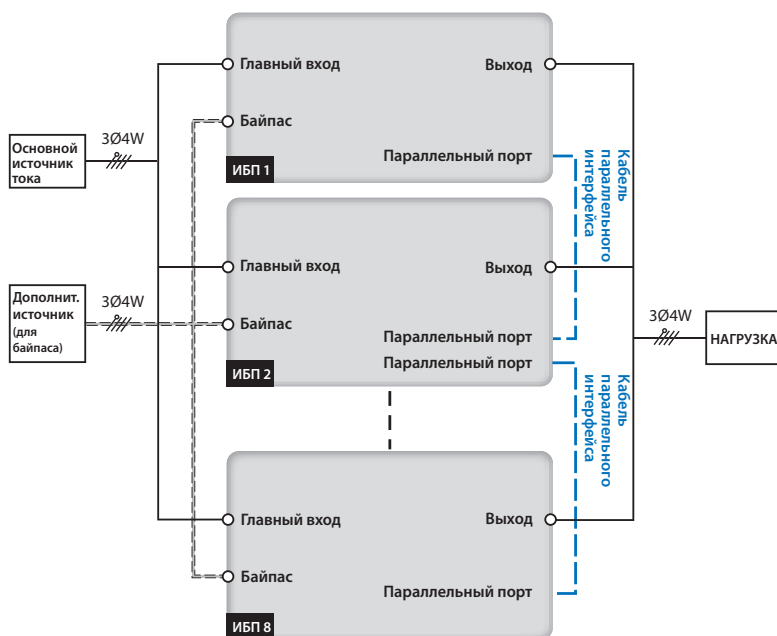 Главный вход
Выход
Байпас
Параллельный порт
ИБП 1
Основной
источник
тока
3Ø4W
Кабель
параллельного
интерфейса
Главный вход
Выход
Байпас
Параллельный порт
Параллельный порт
ИБП 2
Дополнит.
источник
(для
байпаса)
3Ø4W
3Ø4W
НАГРУЗКА
Кабель
параллельного
интерфейса
Главный вход
Выход
Байпас
Параллельный порт
ИБП 8